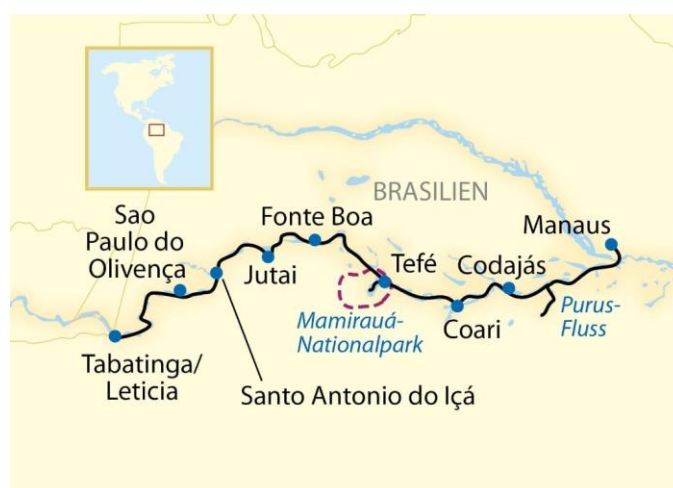 BRASILIEN
Manaus
Fonte Boa
Sao
Paulo do
Olivença
Jutai
Tefé
Codajás
Mamirauá-
Nationalpark
Coari
Purus-
Fluss
Tabatinga/
Leticia
Santo Antonio do Içá